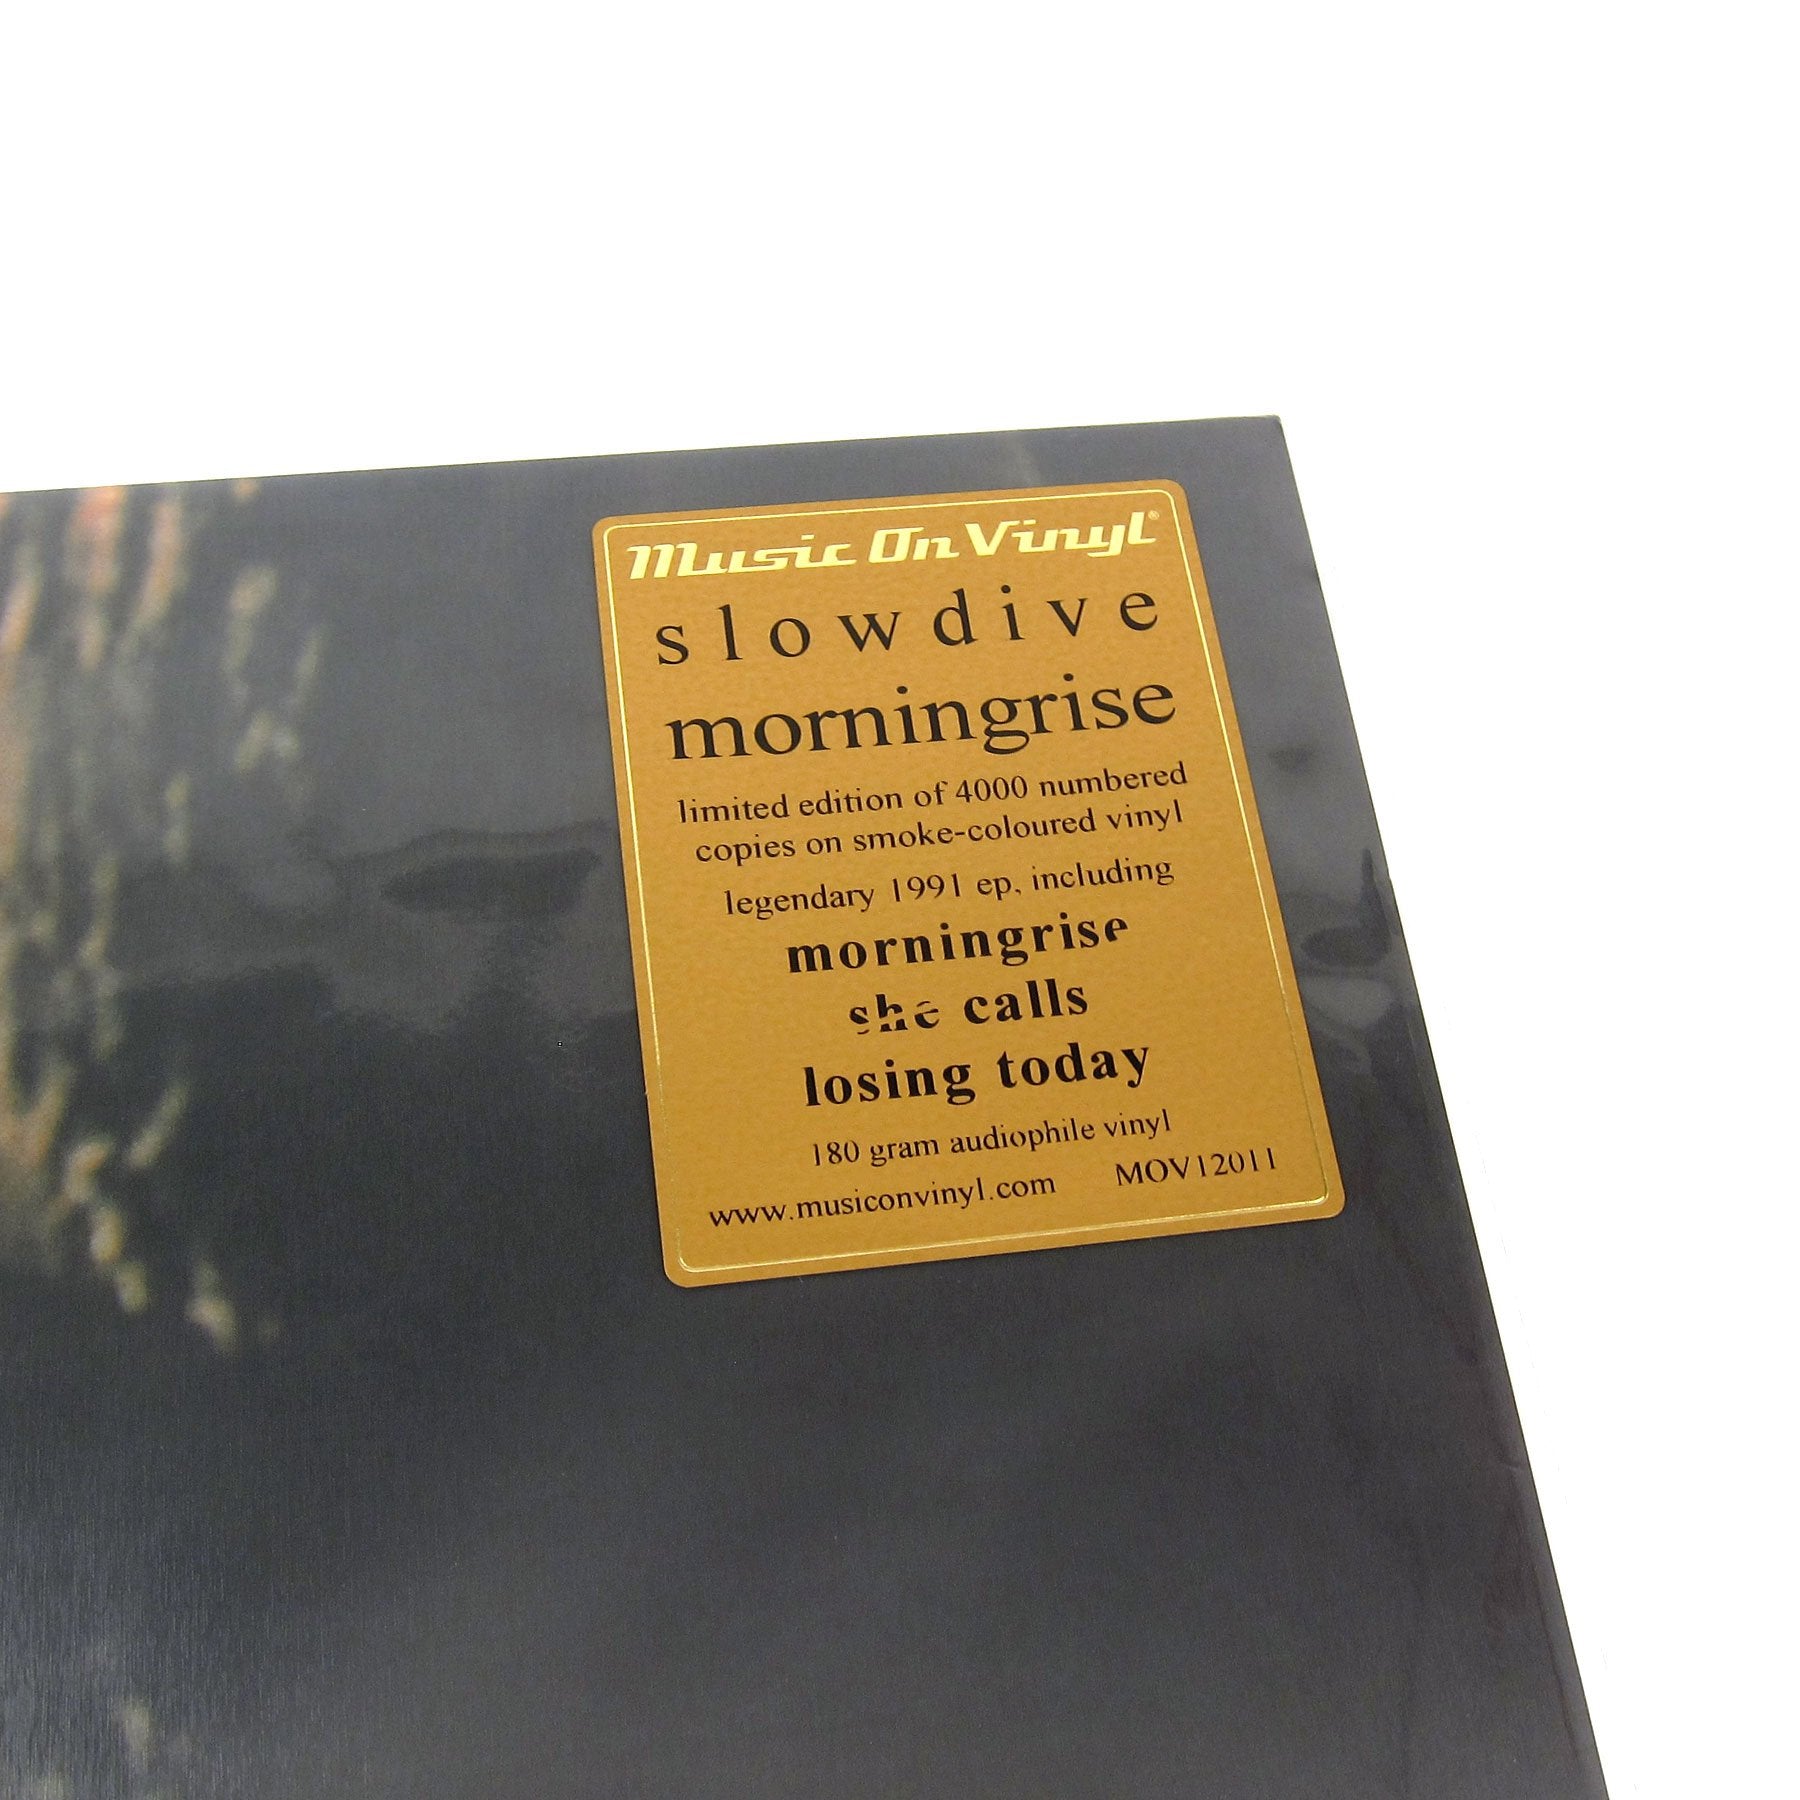 Music On Vinyl®
slowdive
morningrise
limited edition of 4000 numbered
copies on smoke-coloured vinyl
legendary 1991 ep, including
morningrise
she calls
losing today
180 gram audiophile vinyl
www.musiconvinyl.com MOV12011